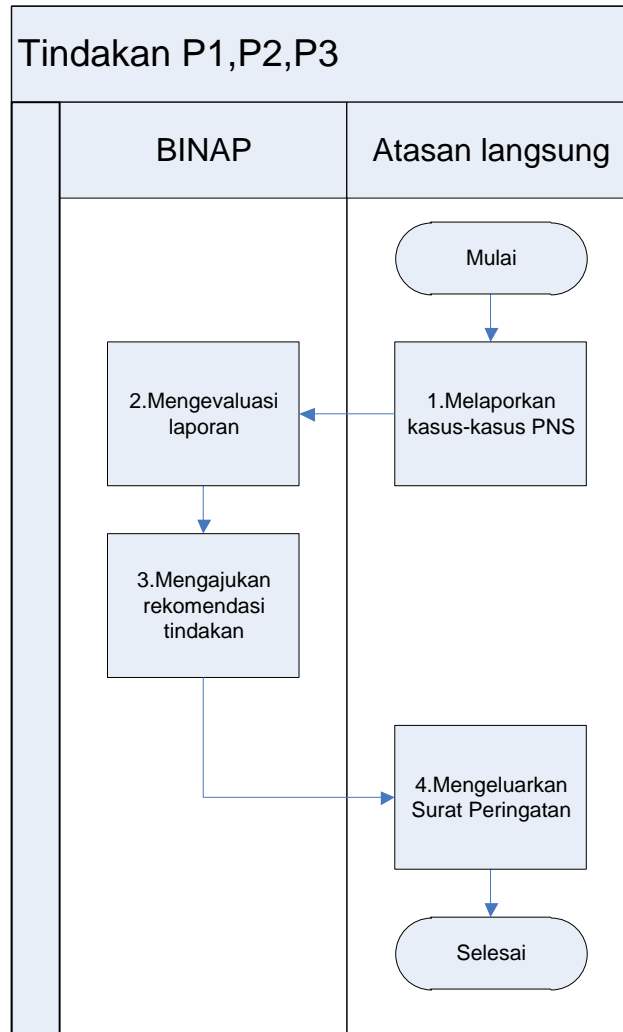 Tindakan P1,P2,P3
BINAP
Atasan langsung
Mulai
1.Melaporkan
kasus-kasus PNS
2.Mengevaluasi
laporan
3.Mengajukan
rekomendasi
tindakan
4.Mengeluarkan
Surat Peringatan
Selesai